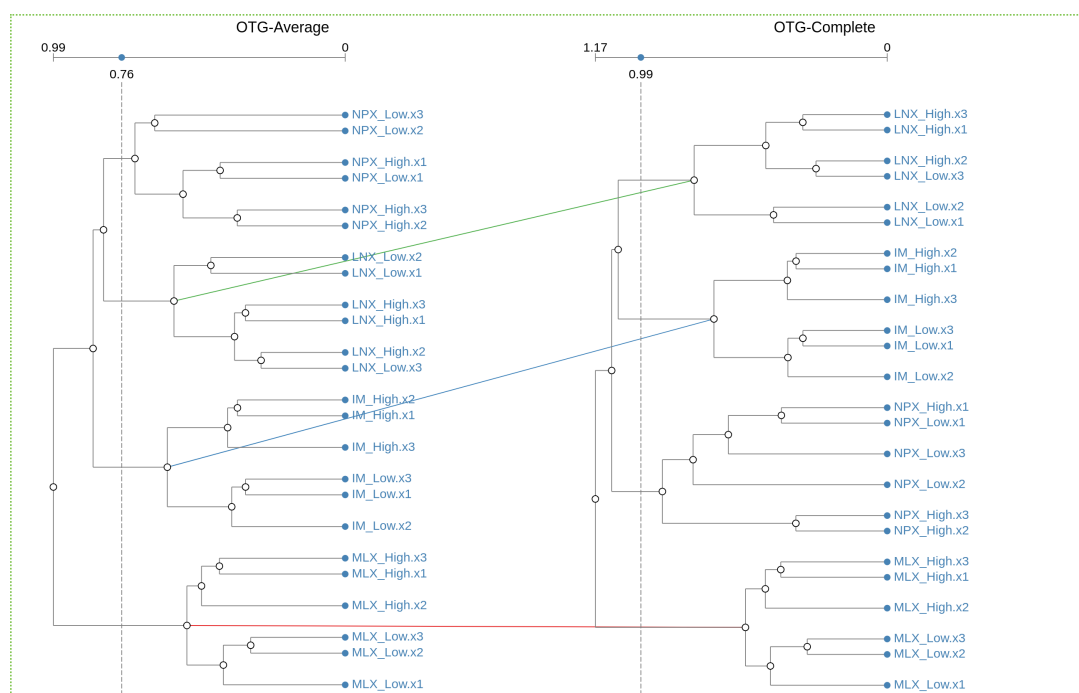 OTG-Average
0.99
0
0.76
NPX_Low.x3
NPX_Low.x2
NPX_High.x1
NPX_Low.x1
NPX_High.x3
NPX_High.x2
LNX_Low.x2
LNX_Low.x1
LNX_High.x3
LNX_High.x1
LNX_High.x2
LNX_Low.x3
IM_High.x2
IM_High.x1
IM_High.x3
IM_Low.x3
IM_Low.x1
IM_Low.x2
MLX_High.x3
MLX_High.x1
MLX_High.x2
MLX_Low.x3
MLX_Low.x2
MLX_Low.x1
OTG-Complete
1.17
0
0.99
LNX_High.x3
LNX_High.x1
LNX_High.x2
LNX_Low.x3
LNX_Low.x2
LNX_Low.x1
IM_High.x2
IM_High.x1
IM_High.x3
IM_Low.x3
IM_Low.x1
IM_Low.x2
NPX_High.x1
NPX_Low.x1
NPX_Low.x3
NPX_Low.x2
NPX_High.x3
NPX_High.x2
MLX_High.x3
MLX_High.x1
MLX_High.x2
MLX_Low.x3
MLX_Low.x2
MLX_Low.x1